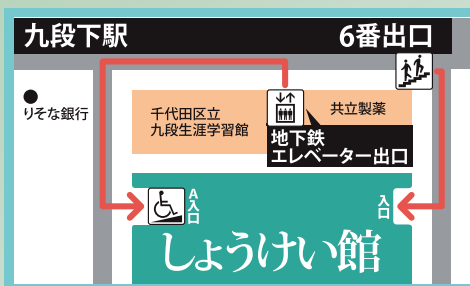 九段下駅
6番出口
りそな銀行
千代田区立
九段生涯学習館
共立製薬
地下鉄
エレベーター出口
A入口
入口
しょうけい館